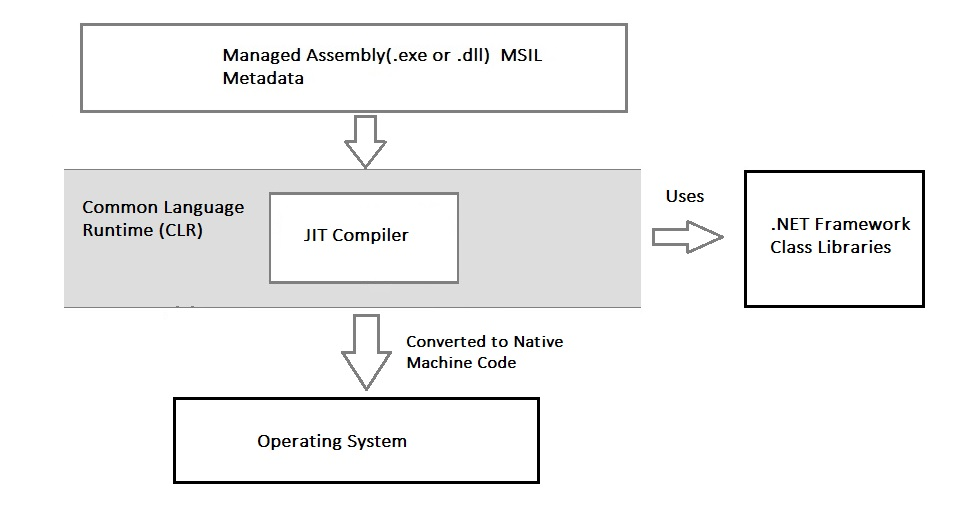 Managed Assembly(.exe or .dll)  MSIL
Metadata
Common Language
Runtime (CLR)
JIT Compiler
Uses
.NET Framework
Class Libraries
Converted to Native
Machine Code
Operating System